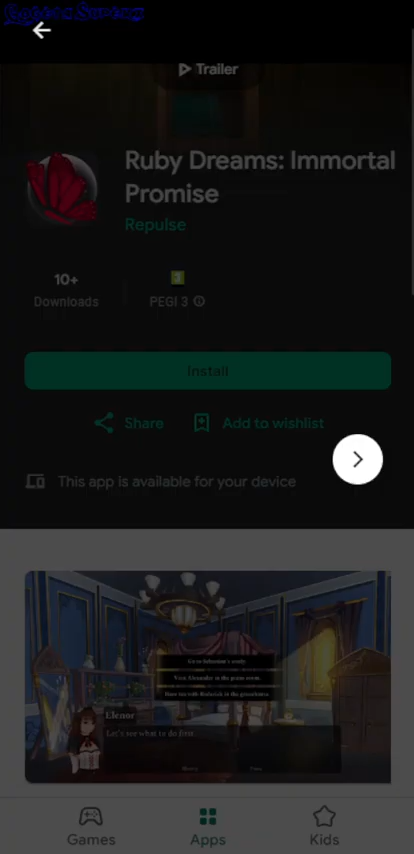 Trailer
Ruby Dreams: Immortal
Promise
Repulse
10+
Downloads
3
PEGI 3
Install
Share
Add to wishlist
This app is available for your device
Go to Sebastian's study.
Visit Alexander in the piano room.
Have tea with Roderick in the greenhouse.
Elenor
Let's see what to do first.
Games
Apps
Kids